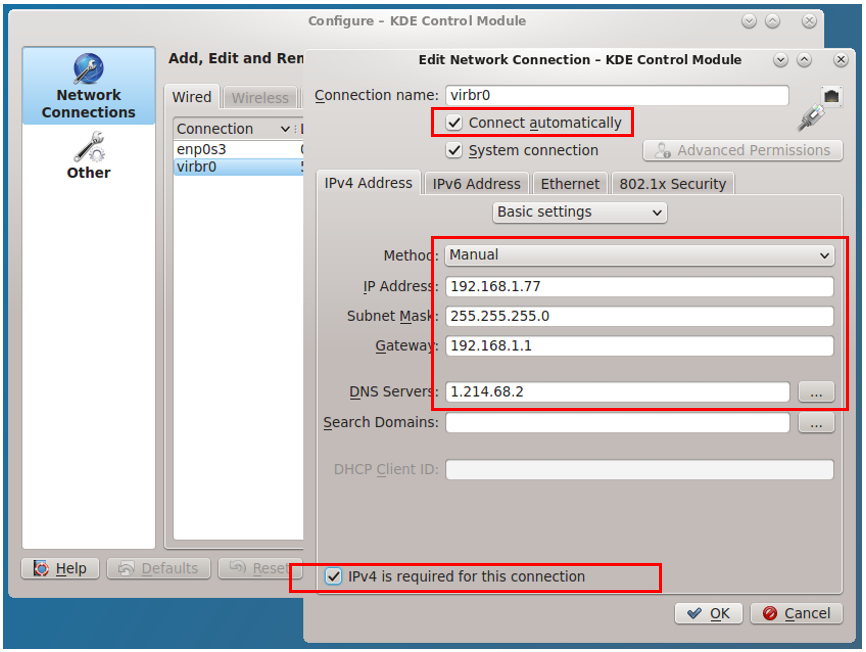 Configure – KDE Control Module
Network
Connections
Other
Add, Edit and Ren
Wired
Wireless
Connection
enp0s3
virbr0
Help
Defaults
Reset
Edit Network Connection – KDE Control Module
Connection name: virbr0
Connect automatically
System connection
Advanced Permissions
IPv4 Address
IPv6 Address
Ethernet
802.1x Security
Basic settings
Method: Manual
IP Address: 192.168.1.77
Subnet Mask: 255.255.255.0
Gateway: 192.168.1.1
DNS Servers: 1.214.68.2
...
Search Domains:
...
DHCP Client ID:
IPv4 is required for this connection
OK
Cancel